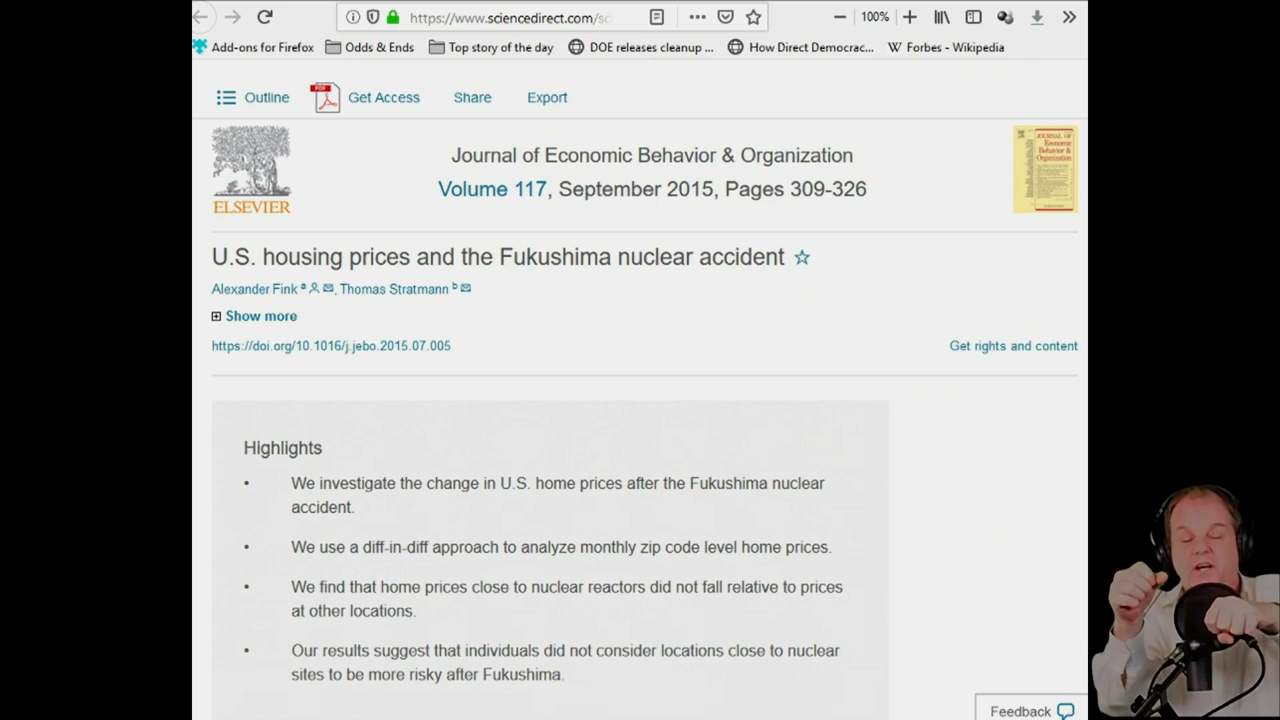 https://www.sciencedirect.com/sc
100%
Add-ons for Firefox
Odds & Ends
Top story of the day
DOE releases cleanup ...
How Direct Democrac...
W Forbes - Wikipedia
Outline
PDF
Get Access
Share
Export
ELSEVIER
Journal of Economic Behavior & Organization
Volume 117, September 2015, Pages 309-326
JOURNAL OF
Economic
Behavior &
Organization
U.S. housing prices and the Fukushima nuclear accident
Alexander Fink a, Thomas Stratmann b
Show more
https://doi.org/10.1016/j.jebo.2015.07.005
Get rights and content
Highlights
• We investigate the change in U.S. home prices after the Fukushima nuclear
accident.
• We use a diff-in-diff approach to analyze monthly zip code level home prices.
• We find that home prices close to nuclear reactors did not fall relative to prices
at other locations.
• Our results suggest that individuals did not consider locations close to nuclear
sites to be more risky after Fukushima.
Feedback